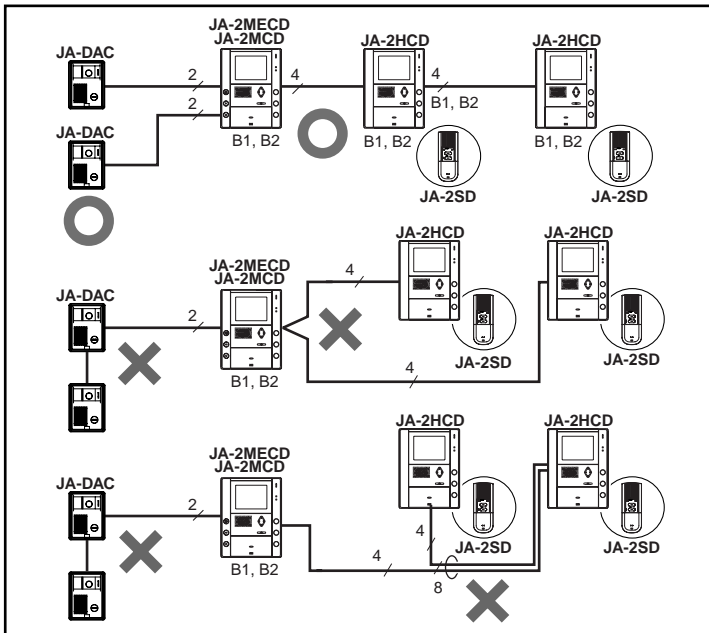 JA-2MECD
JA-2MCD
JA-DAC
JA-2HCD
JA-2HCD
2
4
4
B1, B2
2
JA-DAC
B1, B2
B1, B2
B1, B2
JA-2SD
JA-2SD
JA-2HCD
JA-2HCD
JA-2MECD
JA-2MCD
4
JA-DAC
2
JA-2SD
JA-2SD
B1, B2
4
JA-2HCD
JA-2HCD
JA-2MECD
JA-2MCD
JA-DAC
2
4
JA-2SD
JA-2SD
4
B1, B2
8